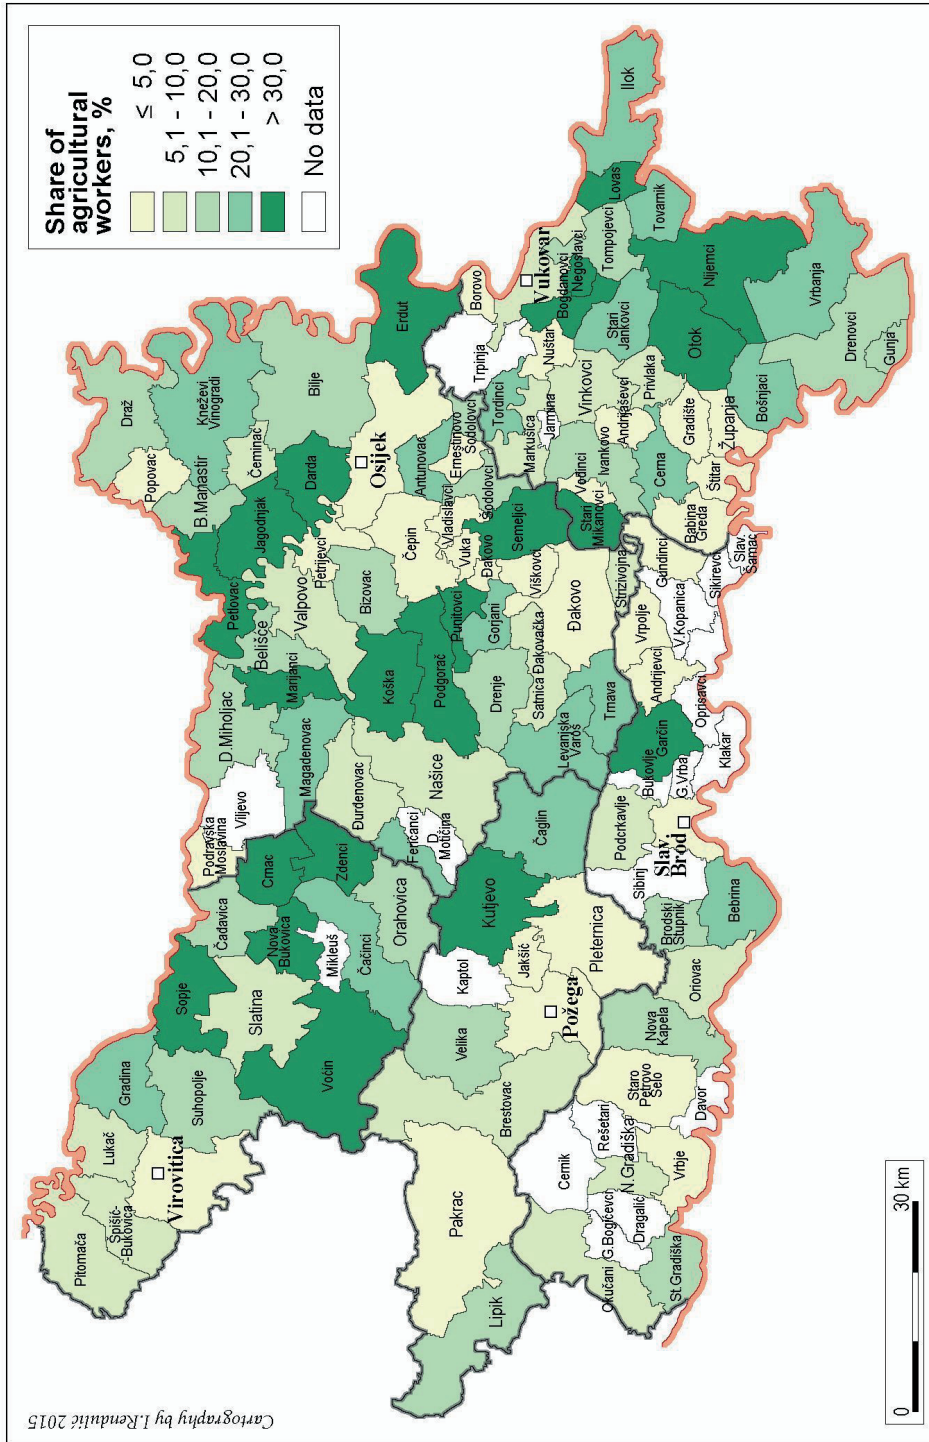 Share of
agricultural
workers, %
≤ 5,0
5,1 - 10,0
10,1 - 20,0
20,1 - 30,0
> 30,0
No data
Pitomača
Špišić
-Bukovica
Lukač
Virovitica
Gradina
Suhopolje
Sopje
Slatina
Voćin
Čađavica
Nova
Bukovica
Mikleuš
Čačinci
Crnac
Zdenci
Orahovica
Podravska
Moslavina
Viljevo
D.Miholjac
Magadenovac
Marijanci
Đurđenovac
Našice
Feričanci
D.
Motičina
Belišće
Valpovo
Petlovac
Petrijevci
Bizovac
Koška
Podgorač
Punitovci
Gorjani
Drenje
Satnica Đakovačka
Levanjska
Varoš
Trnava
Đakovo
Viškovci
Strizivojna
Draž
Popovac
Kneževi
Vinogradi
B.Manastir
Čeminac
Jagodnjak
Darda
Bilje
Osijek
Erdut
Čepin
Antunovac
Vladislavci
Ernestinovo
Šodolovci
Šodolovci
Vuka
Đakovo
Semeljci
Borovo
Trpinja
Vukovar
Bogdanovci
Negoslavci
Nuštar
Tordinci
Markušica
Jarmina
Vinkovci
Stari
Jankovci
Tompojevci
Lovas
Ilok
Tovarnik
Nijemci
Otok
Privlaka
Andrijaševci
Ivankovo
Vođinci
Stari
Mikanovci
Cerna
Gradište
Županja
Štitar
Babina
Greda
Bošnjaci
Vrbanja
Drenovci
Gunja
Pakrac
Lipik
Brestovac
Velika
Kaptol
Kutjevo
Čaglin
Jakšić
Požega
Pleternica
Okučani
G.Bogićevci
Dragalić
St.Gradiška
Cernik
Rešetari
N.Gradiška
Vrbje
Staro
Petrovo
Selo
Davor
Nova
Kapela
Oriovac
Brodski
Stupnik
Bebrina
Sibinj
Slav.
Brod
Podcrkavlje
Bukovlje
G.Vrba
Garčin
Klakar
Oprisavci
Andrijevci
Vrpolje
V.Kopanica
Gundinci
Sikirevci
Slav.
Šamac
0 30 km
Cartography by I.Rendulić 2015